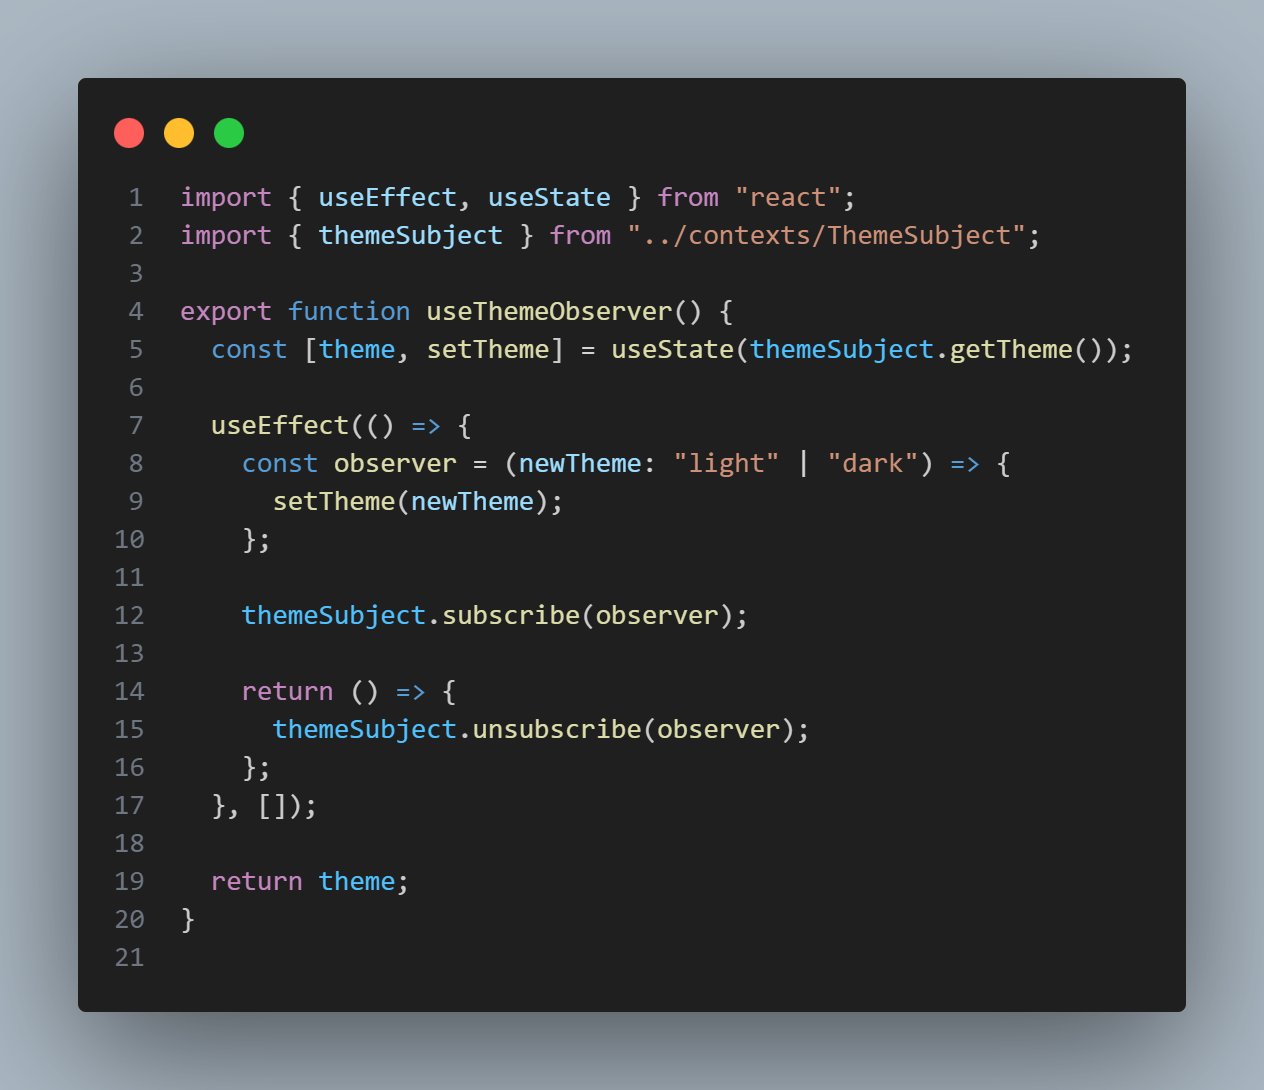 1 import { useEffect, useState } from "react";
2 import { themeSubject } from "../contexts/ThemeSubject";
3
4 export function useThemeObserver() {
5   const [theme, setTheme] = useState(themeSubject.getTheme());
6
7   useEffect(() => {
8     const observer = (newTheme: "light" | "dark") => {
9       setTheme(newTheme);
10     };
11
12     themeSubject.subscribe(observer);
13
14     return () => {
15       themeSubject.unsubscribe(observer);
16     };
17   }, []);
18
19   return theme;
20 }
21